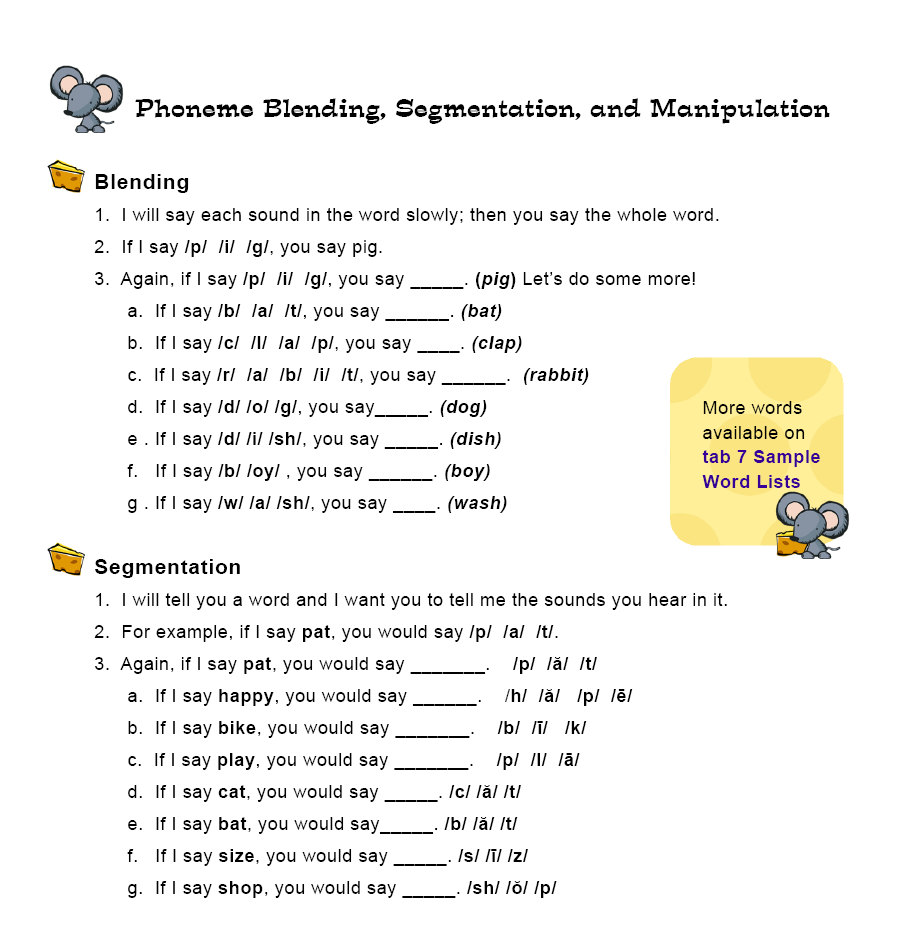 Phoneme Blending, Segmentation, and Manipulation
Blending
1. I will say each sound in the word slowly; then you say the whole word.
2. If I say /p/ /i/ /g/, you say pig.
3. Again, if I say /p/ /i/ /g/, you say _____. (pig) Let's do some more!
a. If I say /b/ /a/ /t/, you say ______. (bat)
b. If I say /c/ /l/ /a/ /p/, you say ____. (clap)
c. If I say /r/ /a/ /b/ /i/ /t/, you say ______. (rabbit)
d. If I say /d/ /o/ /g/, you say_____. (dog)
e . If I say /d/ /i/ /sh/, you say _____. (dish)
f. If I say /b/ /oy/ , you say ______. (boy)
g . If I say /w/ /a/ /sh/, you say ____. (wash)
More words
available on
tab 7 Sample
Word Lists
Segmentation
1. I will tell you a word and I want you to tell me the sounds you hear in it.
2. For example, if I say pat, you would say /p/ /a/ /t/.
3. Again, if I say pat, you would say _______. /p/ /ă/ /t/
a. If I say happy, you would say ______. /h/ /ă/ /p/ /ē/
b. If I say bike, you would say _______. /b/ /ī/ /k/
c. If I say play, you would say _______. /p/ /l/ /ā/
d. If I say cat, you would say _____. /c/ /ă/ /t/
e. If I say bat, you would say_____. /b/ /ă/ /t/
f. If I say size, you would say _____. /s/ /ī/ /z/
g. If I say shop, you would say _____. /sh/ /ŏ/ /p/